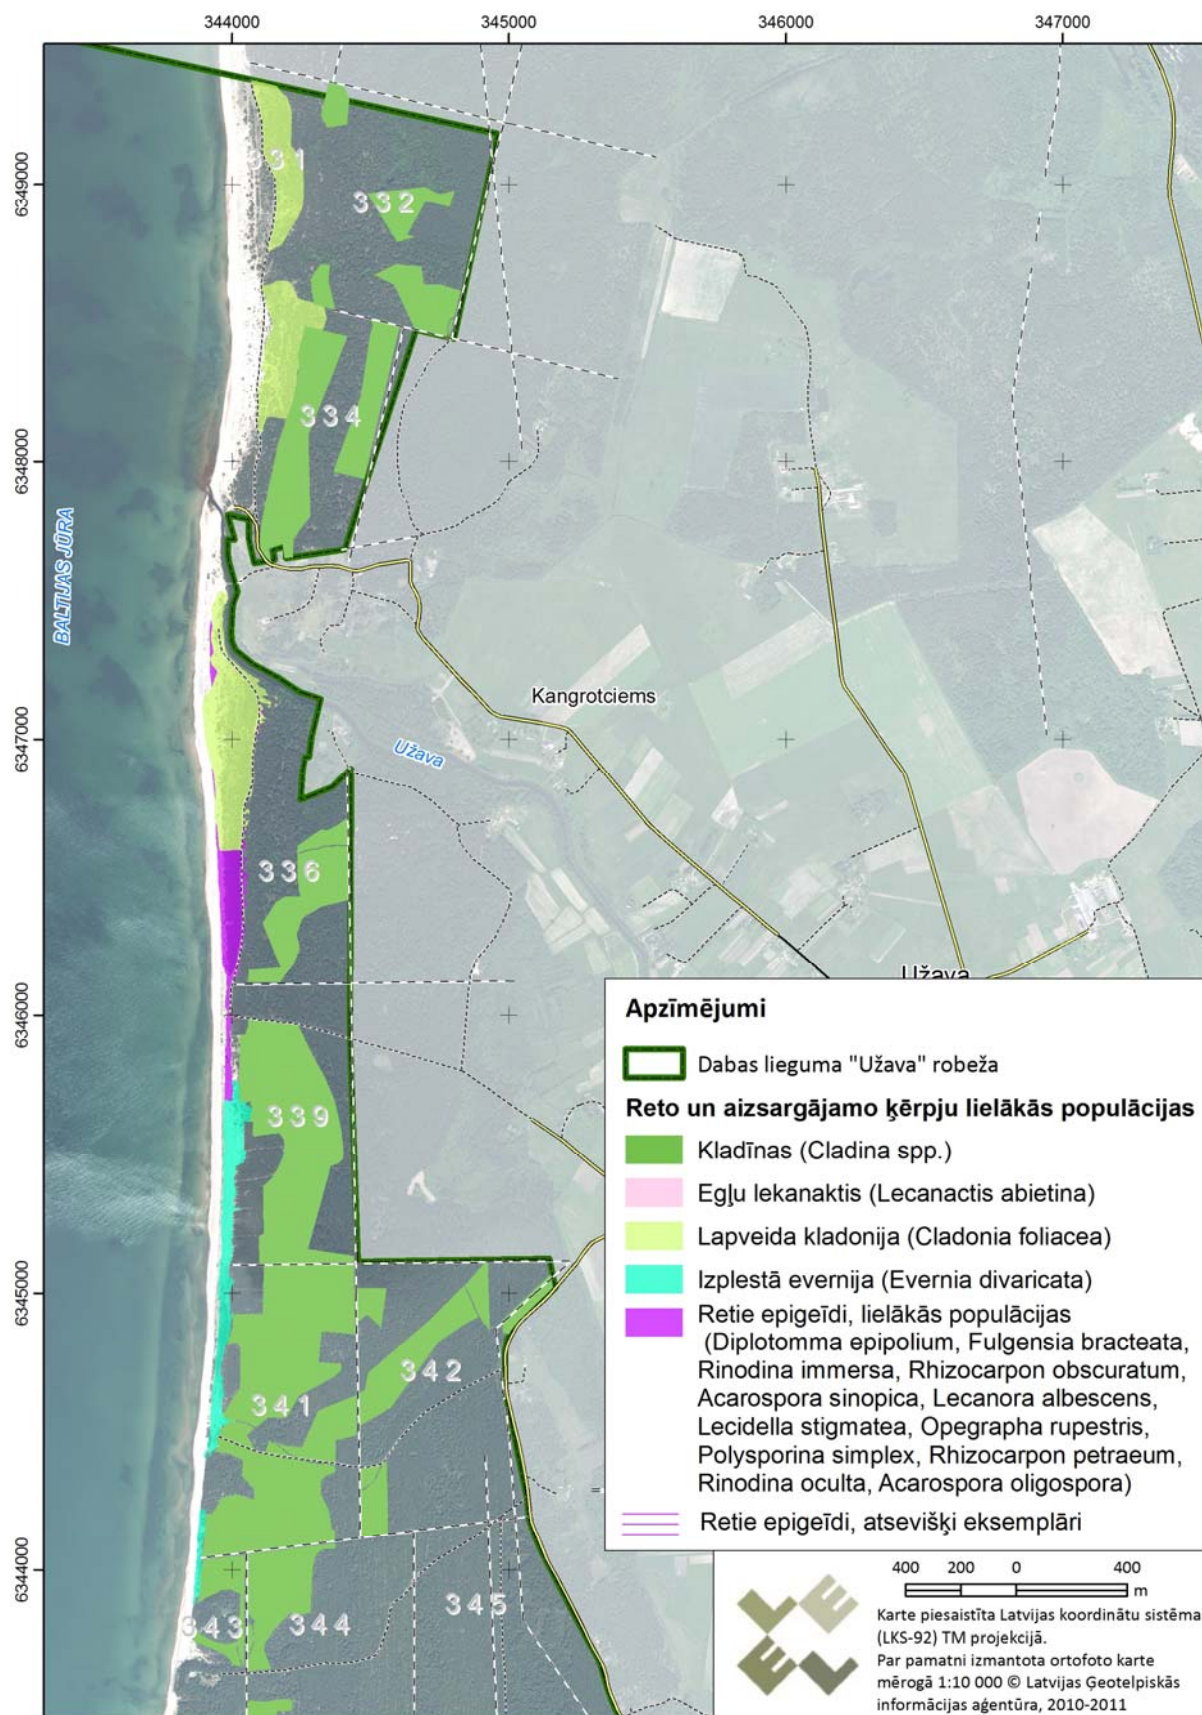 344000
345000
346000
347000
6349000
6348000
6347000
6346000
6345000
6344000
331
332
334
BALTIJAS JŪRA
Kangrotciems
Užava
336
Užava
339
342
341
345
343
344
Apzīmējumi
Dabas lieguma "Užava" robeža
Reto un aizsargājamo ķērpju lielākās populācijas
Kladīnas (Cladina spp.)
Egļu lekanaktis (Lecanactis abietina)
Lapveida kladonija (Cladonia foliacea)
Izplestā evernija (Evernia divaricata)
Retie epigeīdi, lielākās populācijas
(Diplotomma epipolium, Fulgensia bracteata,
Rinodina immersa, Rhizocarpon obscuratum,
Acarospora sinopica, Lecanora albescens,
Lecidella stigmatea, Opegrapha rupestris,
Polysporina simplex, Rhizocarpon petraeum,
Rinodina oculta, Acarospora oligospora)
Retie epigeīdi, atsevišķi eksemplāri
400 200 0 400
m
Karte piesaistīta Latvijas koordinātu sistēma
(LKS-92) TM projekcijā.
Par pamatni izmantota ortofoto karte
mērogā 1:10 000 © Latvijas Ģeotelpiskās
informācijas aģentūra, 2010-2011